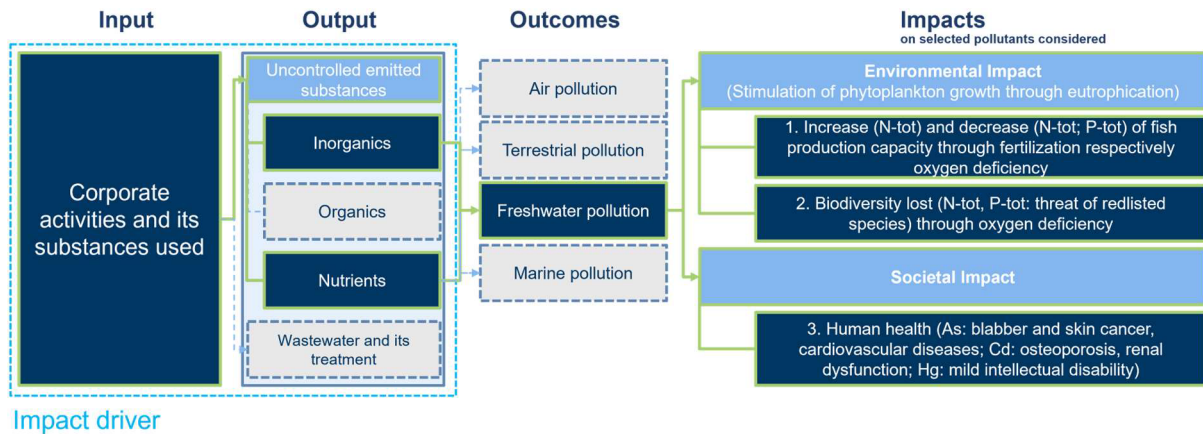 Input
Output
Outcomes
Impacts
on selected pollutants considered
Corporate
activities and its
substances used
Uncontrolled emitted
substances
Inorganics
Organics
Nutrients
Wastewater and its
treatment
Air pollution
Terrestrial pollution
Freshwater pollution
Marine pollution
Environmental Impact
(Stimulation of phytoplankton growth through eutrophication)
1. Increase (N-tot) and decrease (N-tot; P-tot) of fish
production capacity through fertilization respectively
oxygen deficiency
2. Biodiversity lost (N-tot, P-tot: threat of redlisted
species) through oxygen deficiency
Societal Impact
3. Human health (As: blabber and skin cancer,
cardiovascular diseases; Cd: osteoporosis, renal
dysfunction; Hg: mild intellectual disability)
Impact driver